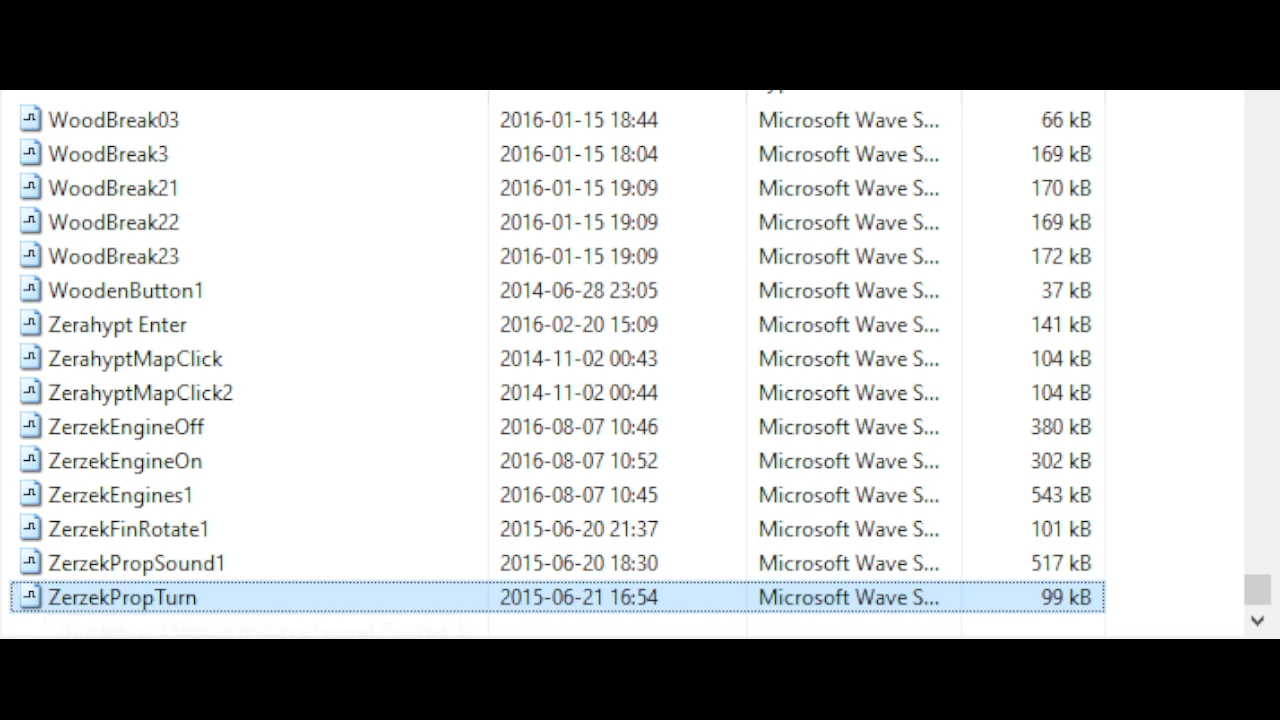 WoodBreak03 2016-01-15 18:44 Microsoft Wave S... 66 kB
WoodBreak3 2016-01-15 18:04 Microsoft Wave S... 169 kB
WoodBreak21 2016-01-15 19:09 Microsoft Wave S... 170 kB
WoodBreak22 2016-01-15 19:09 Microsoft Wave S... 169 kB
WoodBreak23 2016-01-15 19:09 Microsoft Wave S... 172 kB
WoodenButton1 2014-06-28 23:05 Microsoft Wave S... 37 kB
Zerahypt Enter 2016-02-20 15:09 Microsoft Wave S... 141 kB
ZerahyptMapClick 2014-11-02 00:43 Microsoft Wave S... 104 kB
ZerahyptMapClick2 2014-11-02 00:44 Microsoft Wave S... 104 kB
ZerzekEngineOff 2016-08-07 10:46 Microsoft Wave S... 380 kB
ZerzekEngineOn 2016-08-07 10:52 Microsoft Wave S... 302 kB
ZerzekEngines1 2016-08-07 10:45 Microsoft Wave S... 543 kB
ZerzekFinRotate1 2015-06-20 21:37 Microsoft Wave S... 101 kB
ZerzekPropSound1 2015-06-20 18:30 Microsoft Wave S... 517 kB
ZerzekPropTurn 2015-06-21 16:54 Microsoft Wave S... 99 kB